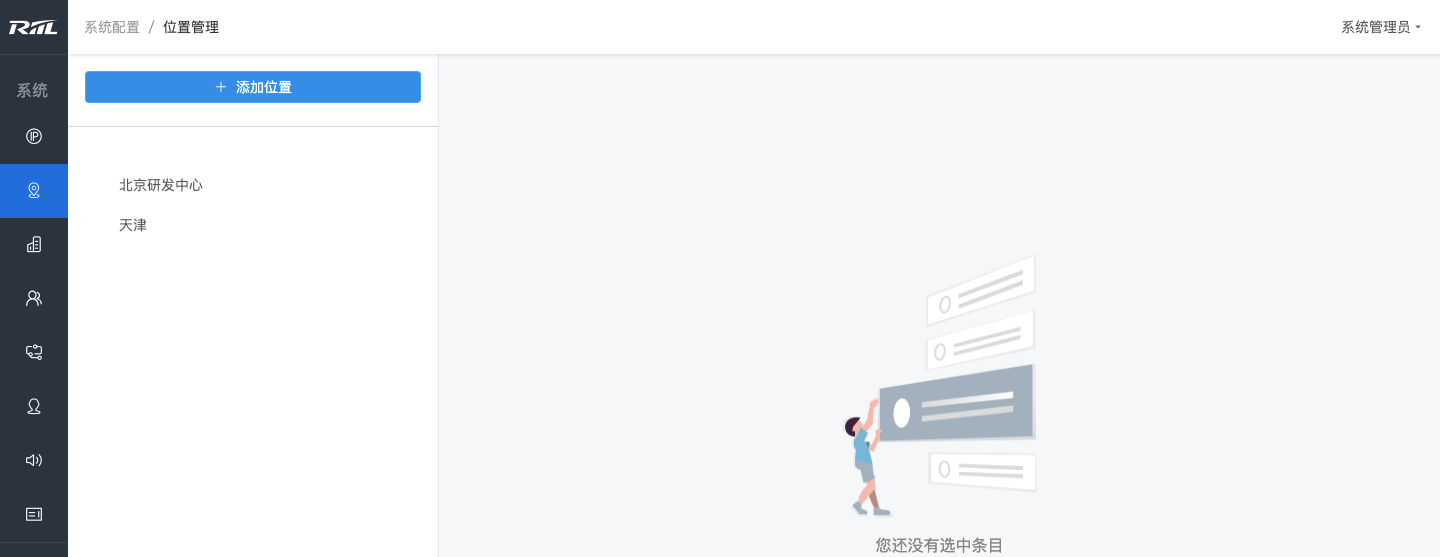 系统配置 / 位置管理
系统管理员
系统
添加位置
北京研发中心
天津
您还没有选中条目